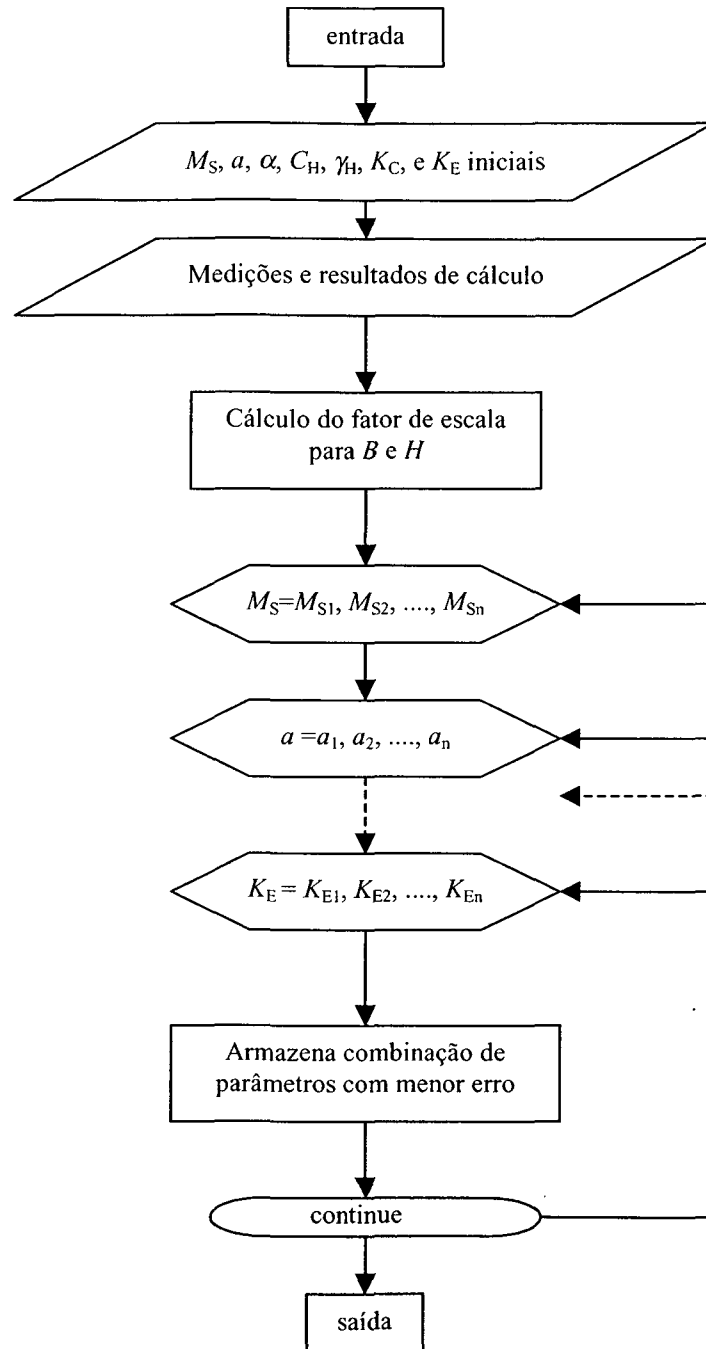 entrada
M_S, a, α, C_H, γ_H, K_C, e K_E iniciais
Medições e resultados de cálculo
Cálculo do fator de escala
para B e H
M_S=M_S1, M_S2, ...., M_Sn
a =a_1, a_2, ...., a_n
K_E = K_E1, K_E2, ...., K_En
Armazena combinação de
parâmetros com menor erro
continue
saída